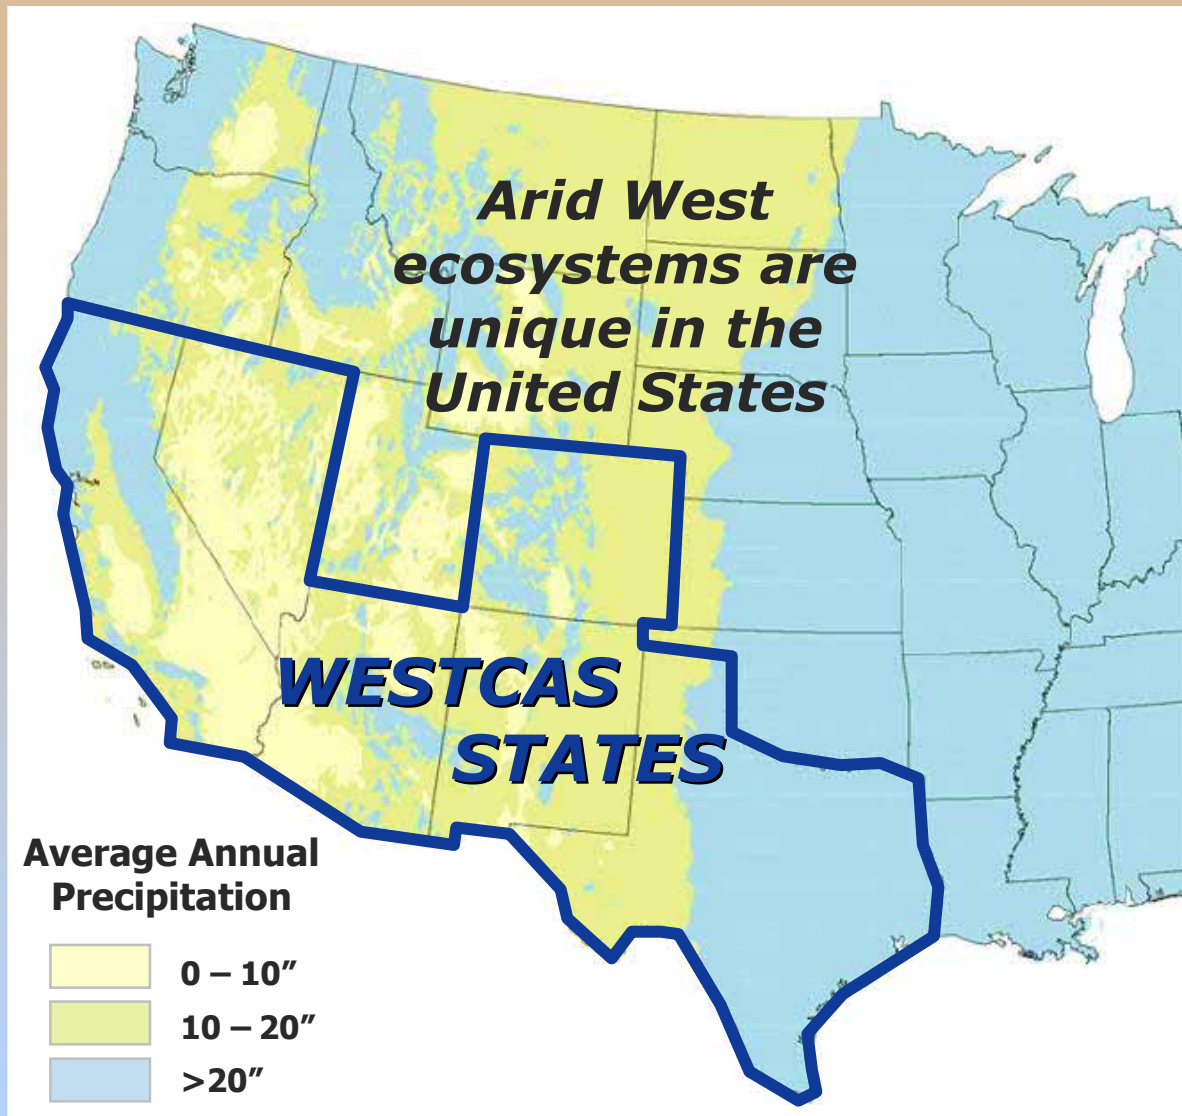 Arid West
ecosystems are
unique in the
United States
WESTCAS
STATES
Average Annual
Precipitation
0 – 10”
10 – 20”
>20”